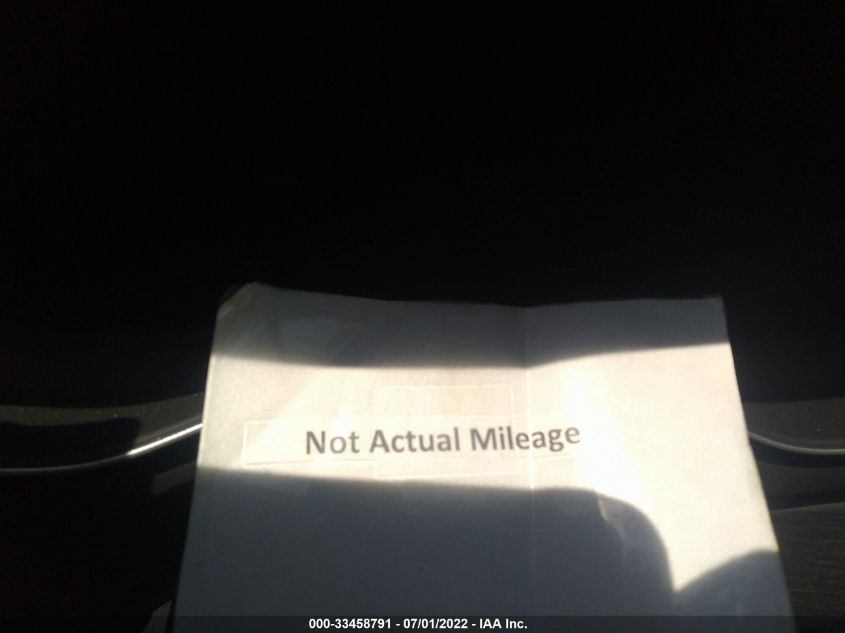 Not Actual Mileage
000-33458791 - 07/01/2022 - IAA Inc.